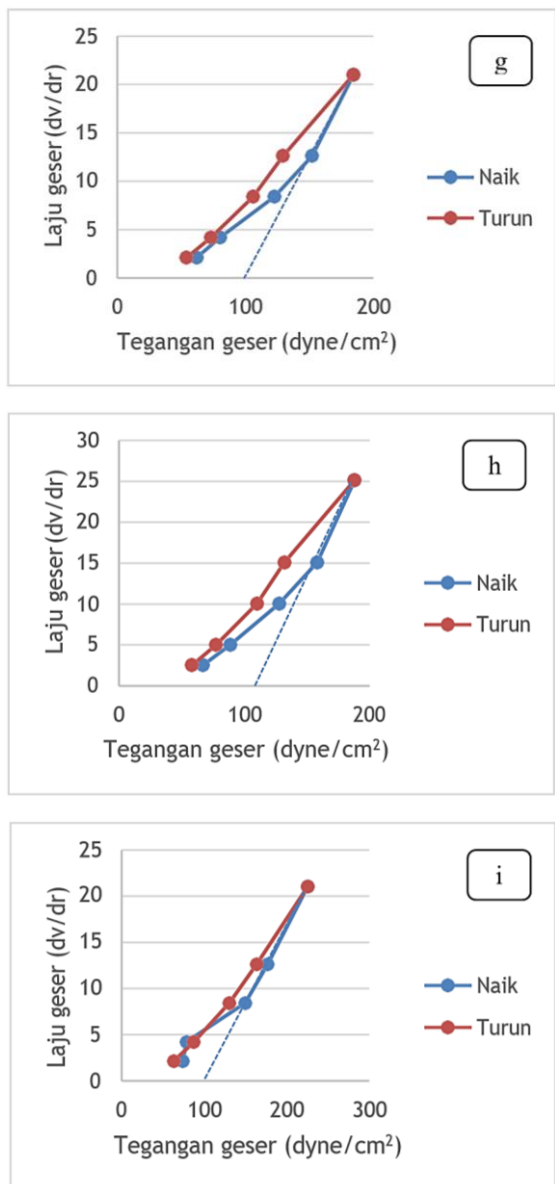 g
25
20
15
10
5
0
Laju geser (dv/dr)
0 100 200
Tegangan geser (dyne/cm²)
Naik
Turun
h
30
25
20
15
10
5
0
Laju geser (dv/dr)
0 100 200
Tegangan geser (dyne/cm²)
Naik
Turun
i
25
20
15
10
5
0
Laju geser (dv/dr)
0 100 200 300
Tegangan geser (dyne/cm²)
Naik
Turun